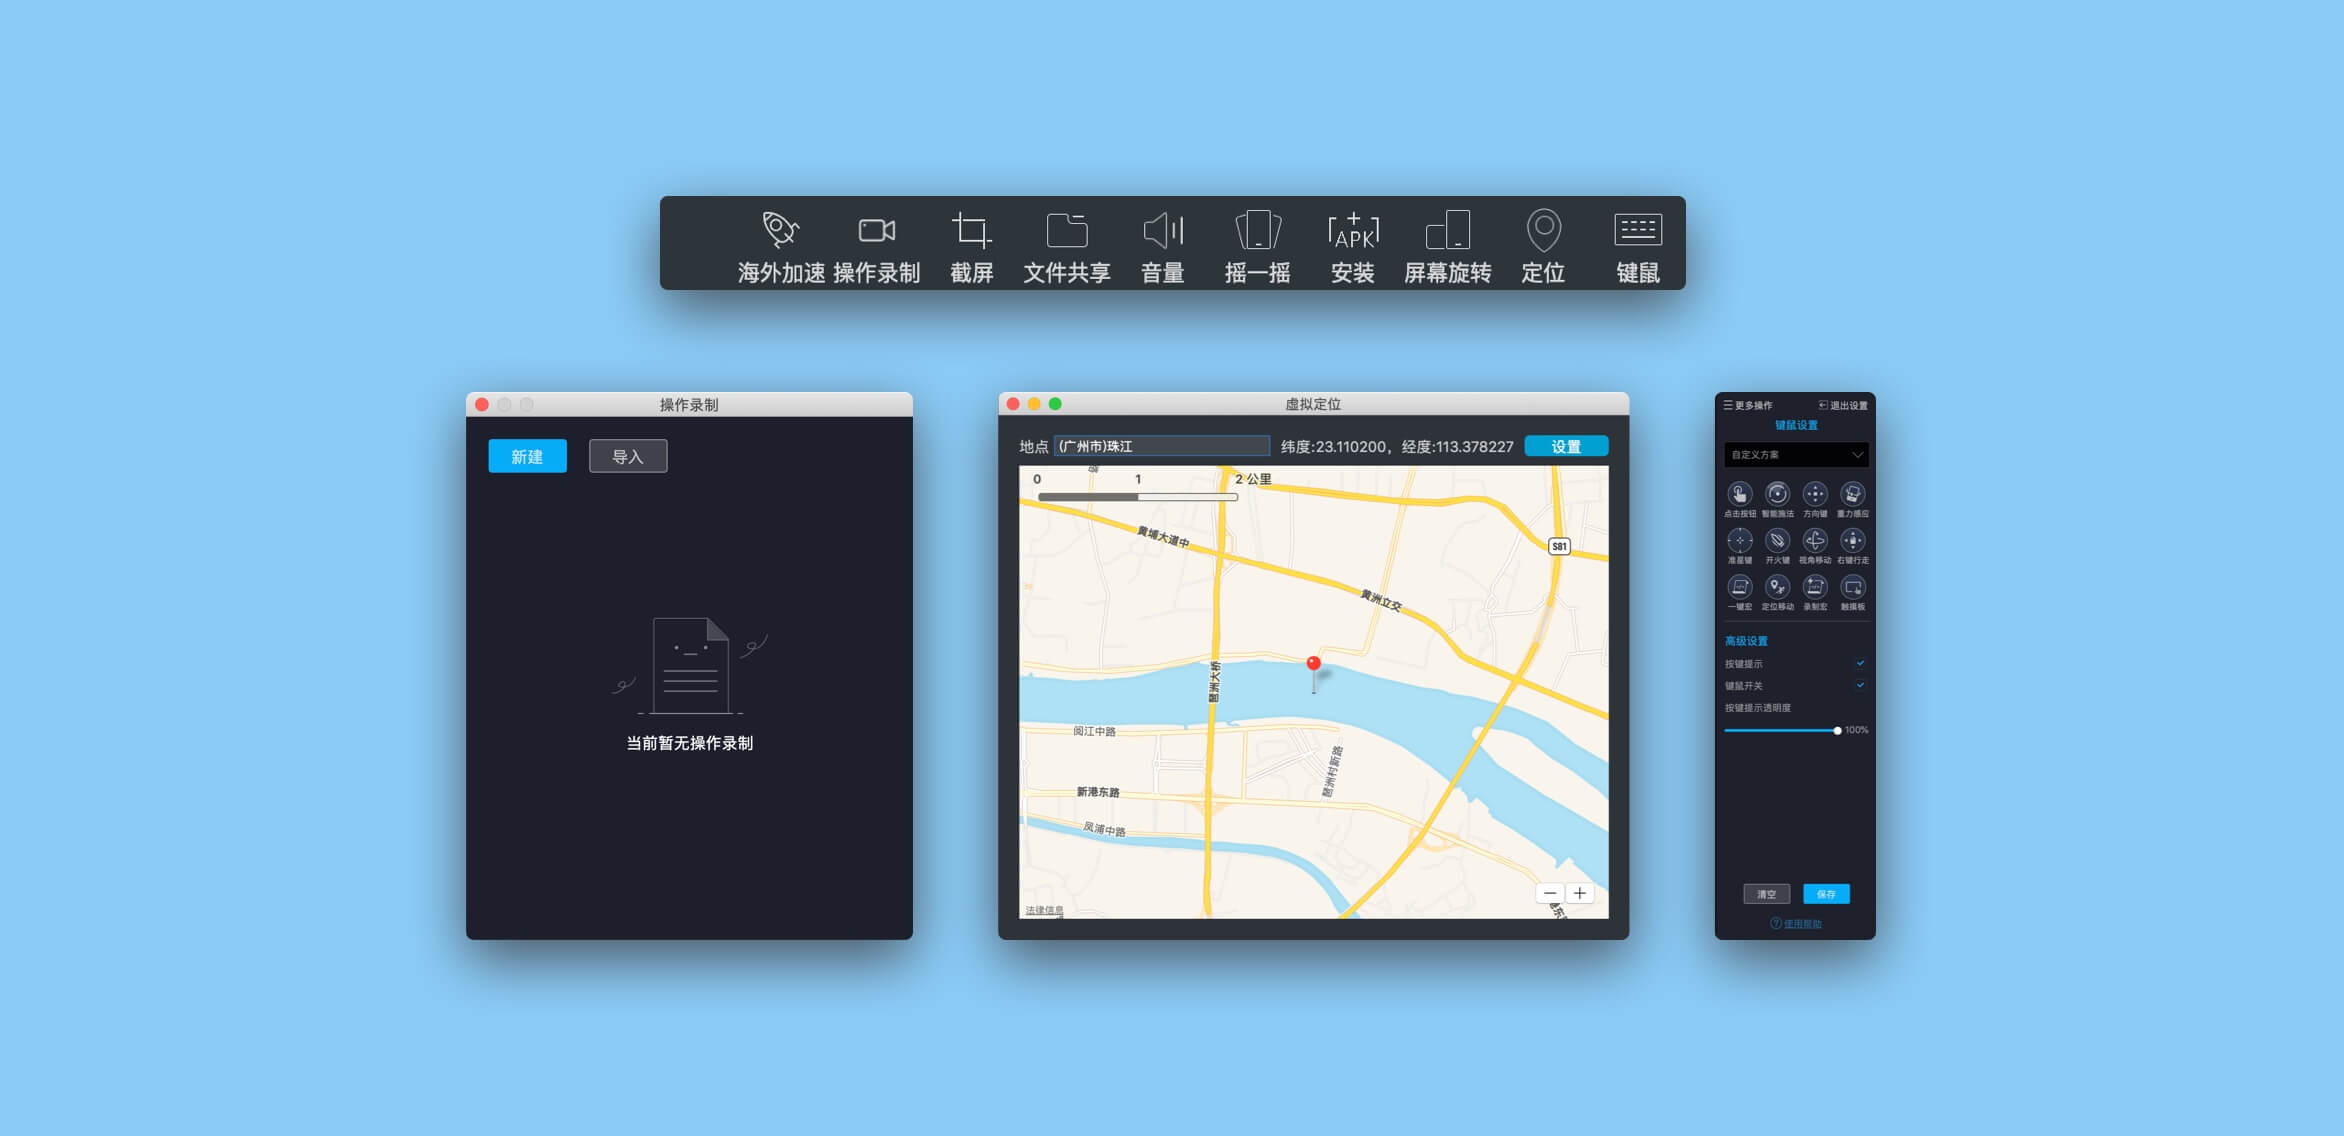 海外加速 操作录制 截屏 文件共享 音量 摇一摇 安装 屏幕旋转 定位 键鼠
APK
操作录制
新建 导入
当前暂无操作录制
虚拟定位
地点 (广州市)珠江 纬度:23.110200，经度:113.378227 设置
0 1 2 公里
黄埔大道中
S81
黄洲立交
琶洲大桥
阅江中路
琶洲村新路
新港东路
凤浦中路
法律信息
更多操作 退出设置
键鼠设置
自定义方案
点击按钮 智能施法 方向键 重力感应
准星键 开火键 视角移动 右键行走
一键宏 定位移动 录制宏 触摸板
高级设置
按键提示
键鼠开关
按键提示透明度
100%
清空 保存
使用帮助